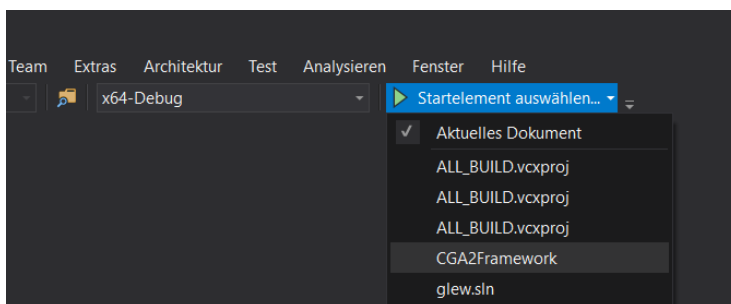 Team Extras Architektur Test Analysieren Fenster Hilfe
x64-Debug Startelement auswählen...
Aktuelles Dokument
ALL_BUILD.vcxproj
ALL_BUILD.vcxproj
ALL_BUILD.vcxproj
CGA2Framework
glew.sln